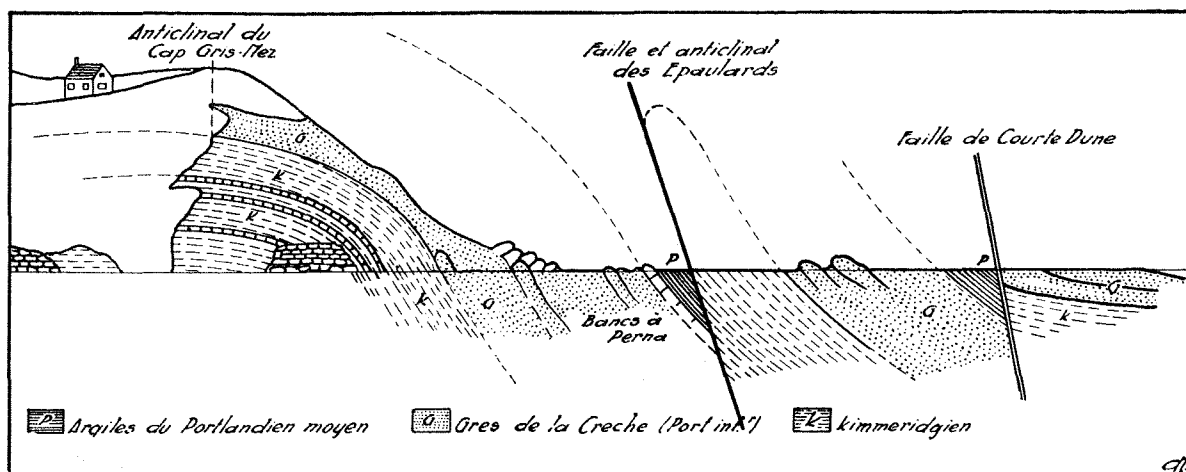 Anticlinal du
Cap Gris-Nez
Faille et anticlinal
des Epaulards
Faille de Courte Dune
G
k
k
P
P
k
G
Bancs à
Perna
G
G
k
P Argiles du Portlandien moyen
G Gres de la Creche (Port infr)
k kimmeridgien